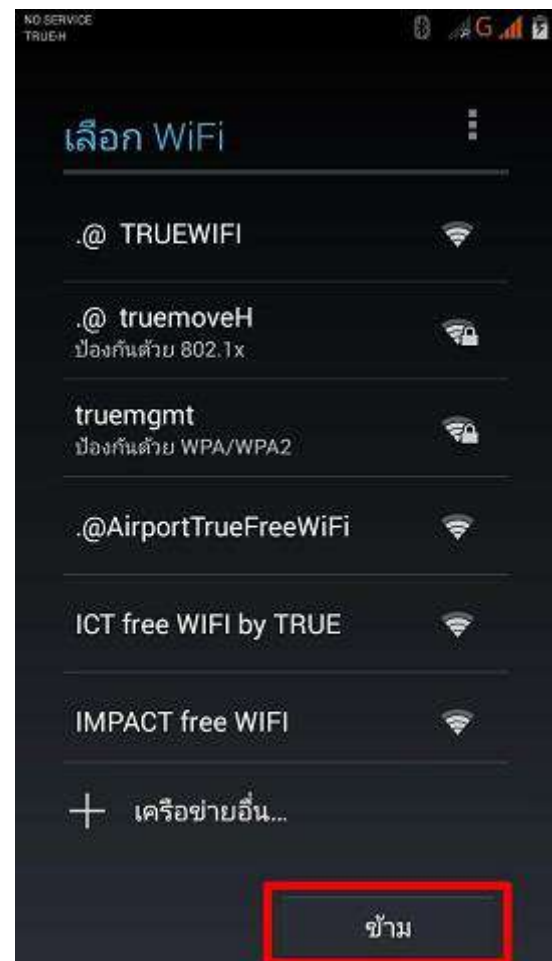 NO SERVICE
TRUE-H
G
เลือก WiFi
.@ TRUEWIFI
.@ truemoveH
ป้องกันด้วย 802.1x
truemgmt
ป้องกันด้วย WPA/WPA2
.@AirportTrueFreeWiFi
ICT free WIFI by TRUE
IMPACT free WIFI
เครือข่ายอื่น...
ข้าม